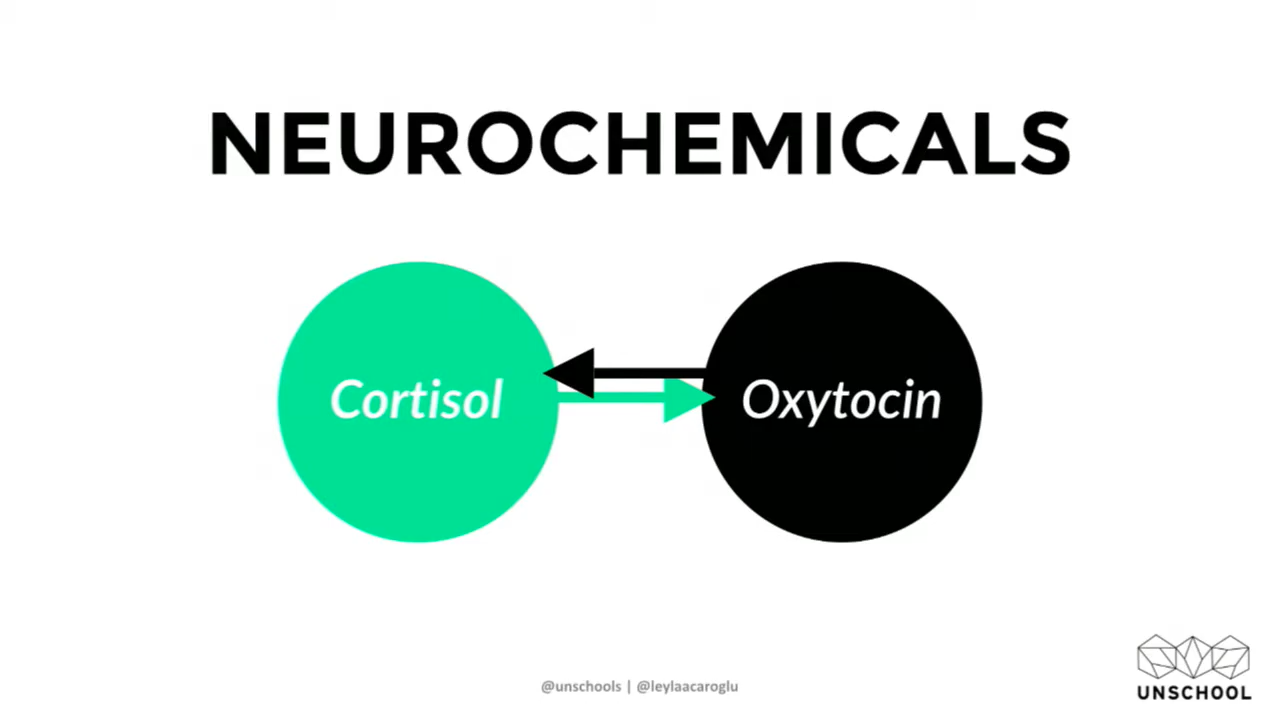 NEUROCHEMICALS
Cortisol
Oxytocin
@unschools | @leylaacaroglu
UNSCHOOL